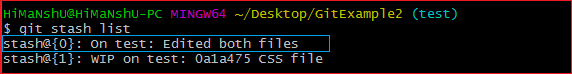 HiMaNshU@HiMaNshU-PC MINGW64 ~/Desktop/GitExample2 (test)
$ git stash list
stash@{0}: On test: Edited both files
stash@{1}: WIP on test: 0a1a475 CSS file